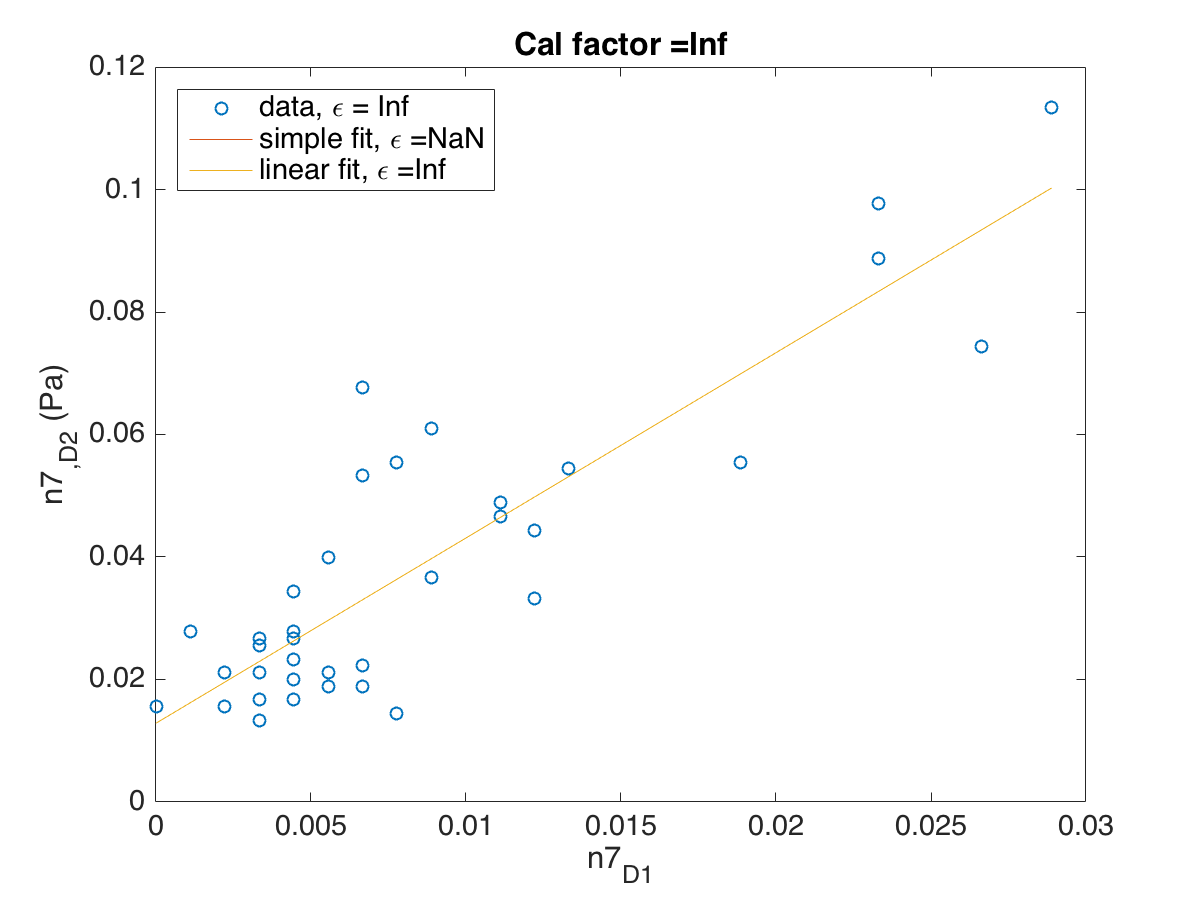 Cal factor =Inf
data, ϵ = Inf
simple fit, ϵ =NaN
linear fit, ϵ =Inf
0.12
0.1
0.08
0.06
0.04
0.02
0
n7,D2 (Pa)
0 0.005 0.01 0.015 0.02 0.025 0.03
n7D1